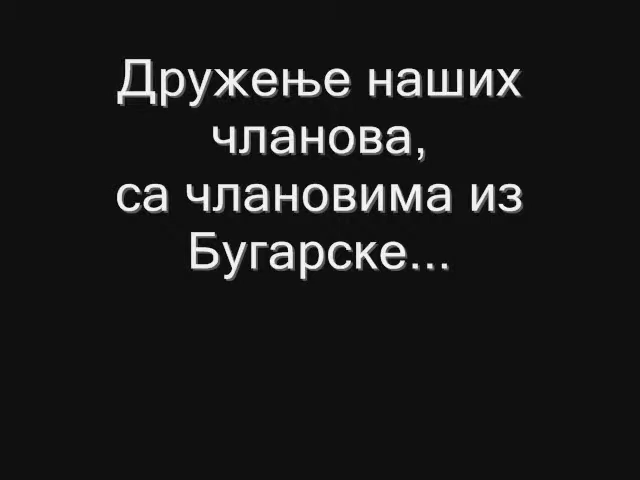 Дружење наших
чланова,
са члановима из
Бугарске...